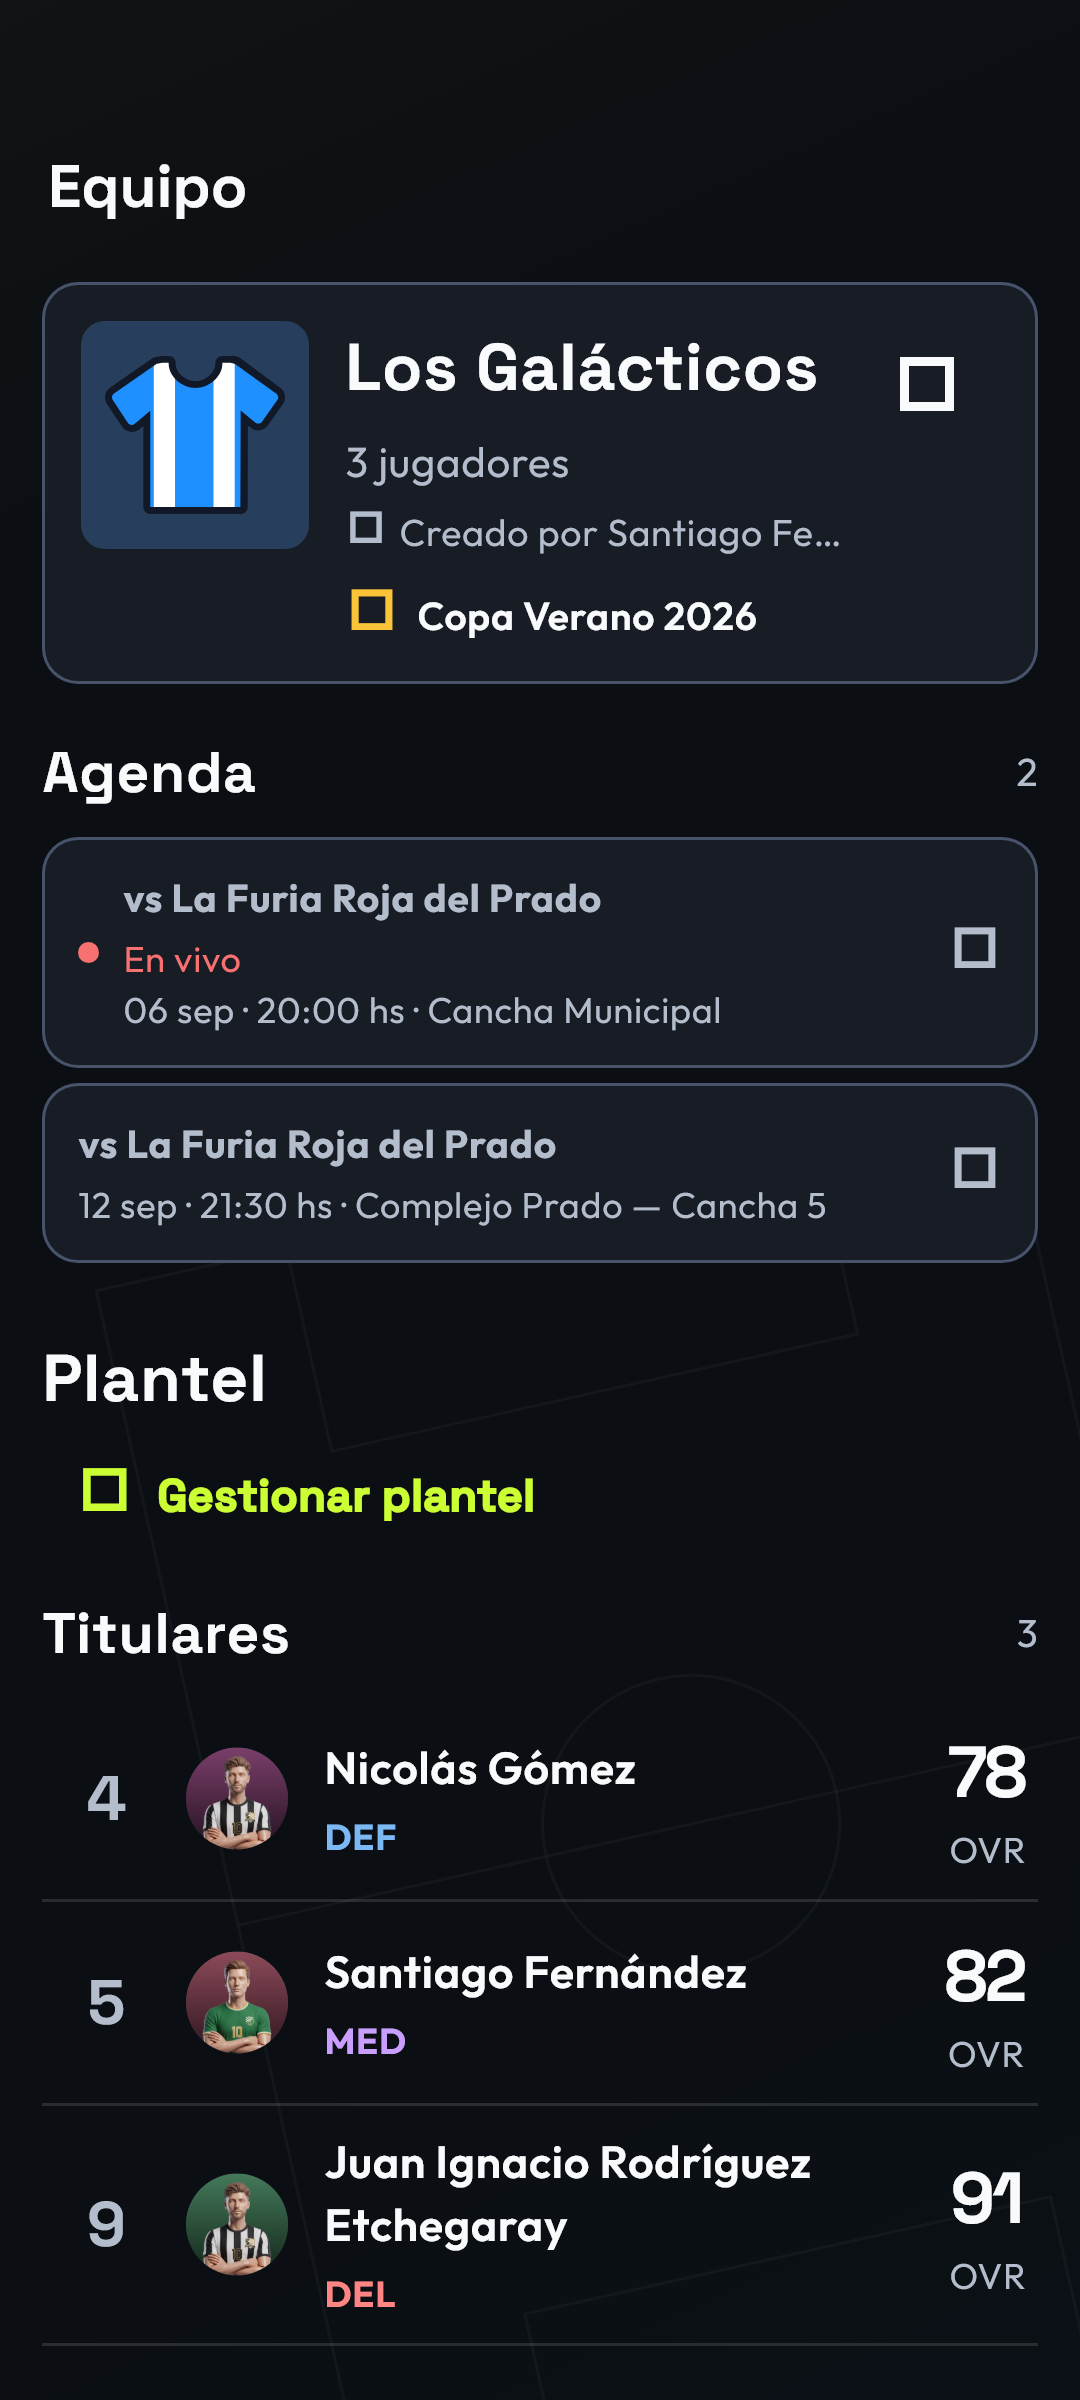 Equipo
Los Galácticos
3 jugadores
Creado por Santiago Fe...
Copa Verano 2026
Agenda
2
vs La Furia Roja del Prado
En vivo
06 sep · 20:00 hs · Cancha Municipal
vs La Furia Roja del Prado
12 sep · 21:30 hs · Complejo Prado — Cancha 5
Plantel
Gestionar plantel
Titulares
3
4
Nicolás Gómez
DEF
78
OVR
5
Santiago Fernández
MED
82
OVR
9
Juan Ignacio Rodríguez
Etchegaray
DEL
91
OVR